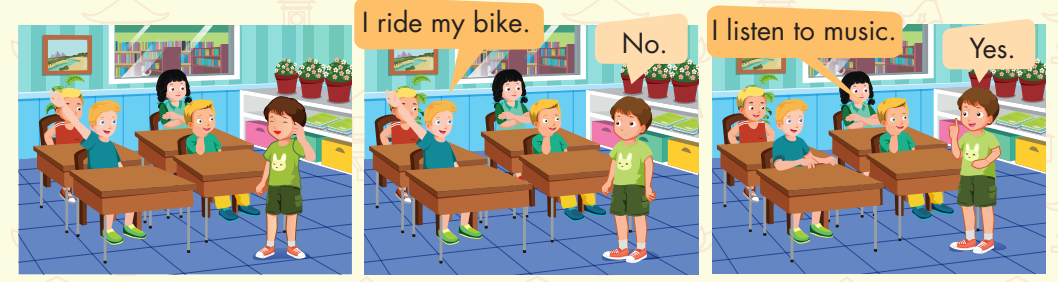 I ride my bike.
No.
I listen to music.
Yes.